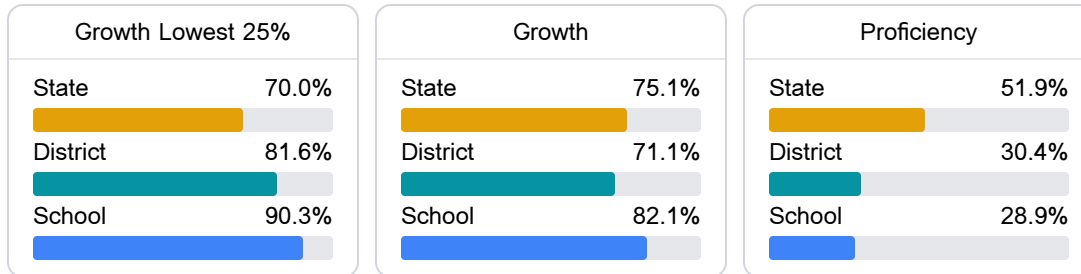 Growth Lowest 25%
State 70.0%
District 81.6%
School 90.3%
Growth
State 75.1%
District 71.1%
School 82.1%
Proficiency
State 51.9%
District 30.4%
School 28.9%